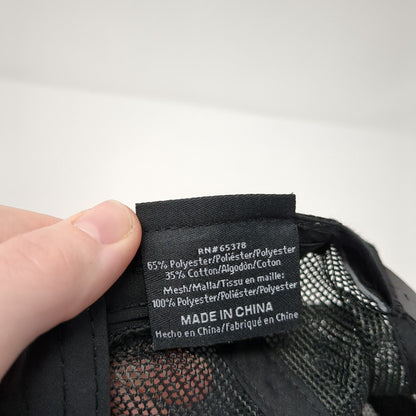 RN#65378
65% Polyester/Poliéster/Polyester
35% Cotton/Algodón/Coton
Mesh/Malla/Tissu en maille:
100% Polyester/Poliéster/Polyester
MADE IN CHINA
Hecho en China/Fabriqué en Chine